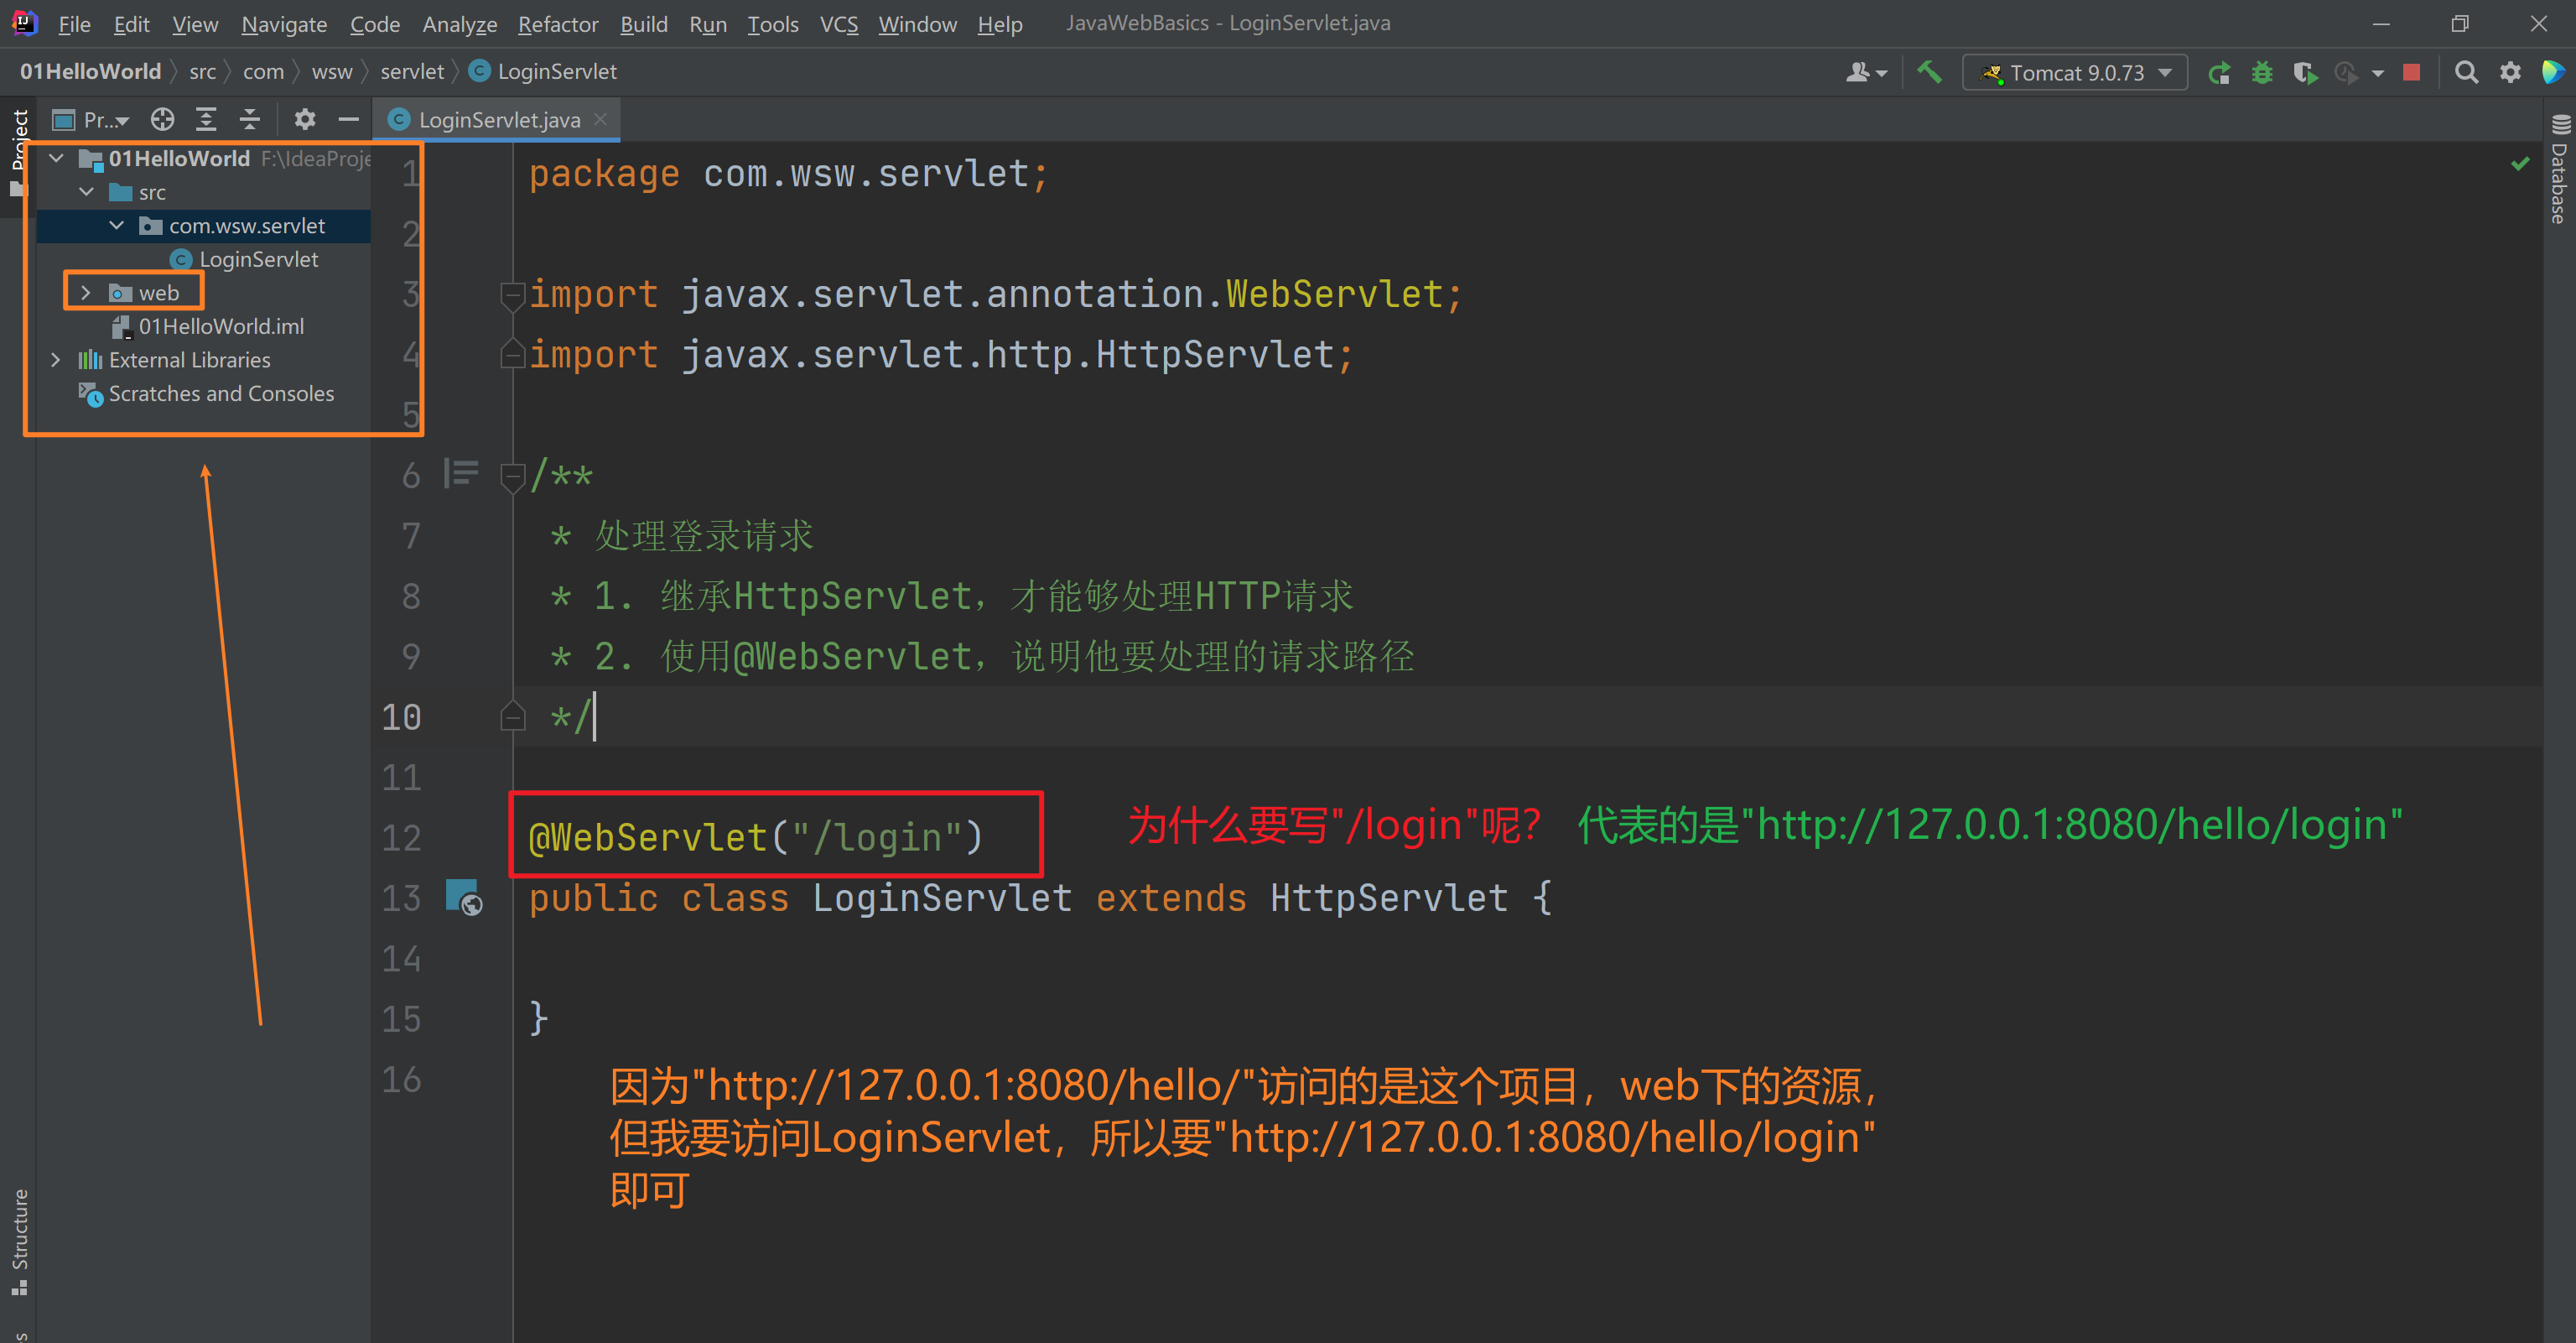 File Edit View Navigate Code Analyze Refactor Build Run Tools VCS Window Help JavaWebBasics - LoginServlet.java
01HelloWorld src com wsw servlet LoginServlet Tomcat 9.0.73
Project
Pr...
LoginServlet.java
01HelloWorld F:\IdeaProje
src
com.wsw.servlet
LoginServlet
web
01HelloWorld.iml
External Libraries
Scratches and Consoles
1 package com.wsw.servlet;
2
3 import javax.servlet.annotation.WebServlet;
4 import javax.servlet.http.HttpServlet;
5
6 /**
7 * 处理登录请求
8 * 1. 继承HttpServlet，才能够处理HTTP请求
9 * 2. 使用@WebServlet，说明他要处理的请求路径
10 */
11
12 @WebServlet("/login") 为什么要写"/login"呢？ 代表的是"http://127.0.0.1:8080/hello/login"
13 public class LoginServlet extends HttpServlet {
14
15 }
16
因为"http://127.0.0.1:8080/hello/"访问的是这个项目，web下的资源，
但我要访问LoginServlet，所以要"http://127.0.0.1:8080/hello/login"
即可
Structure
Database